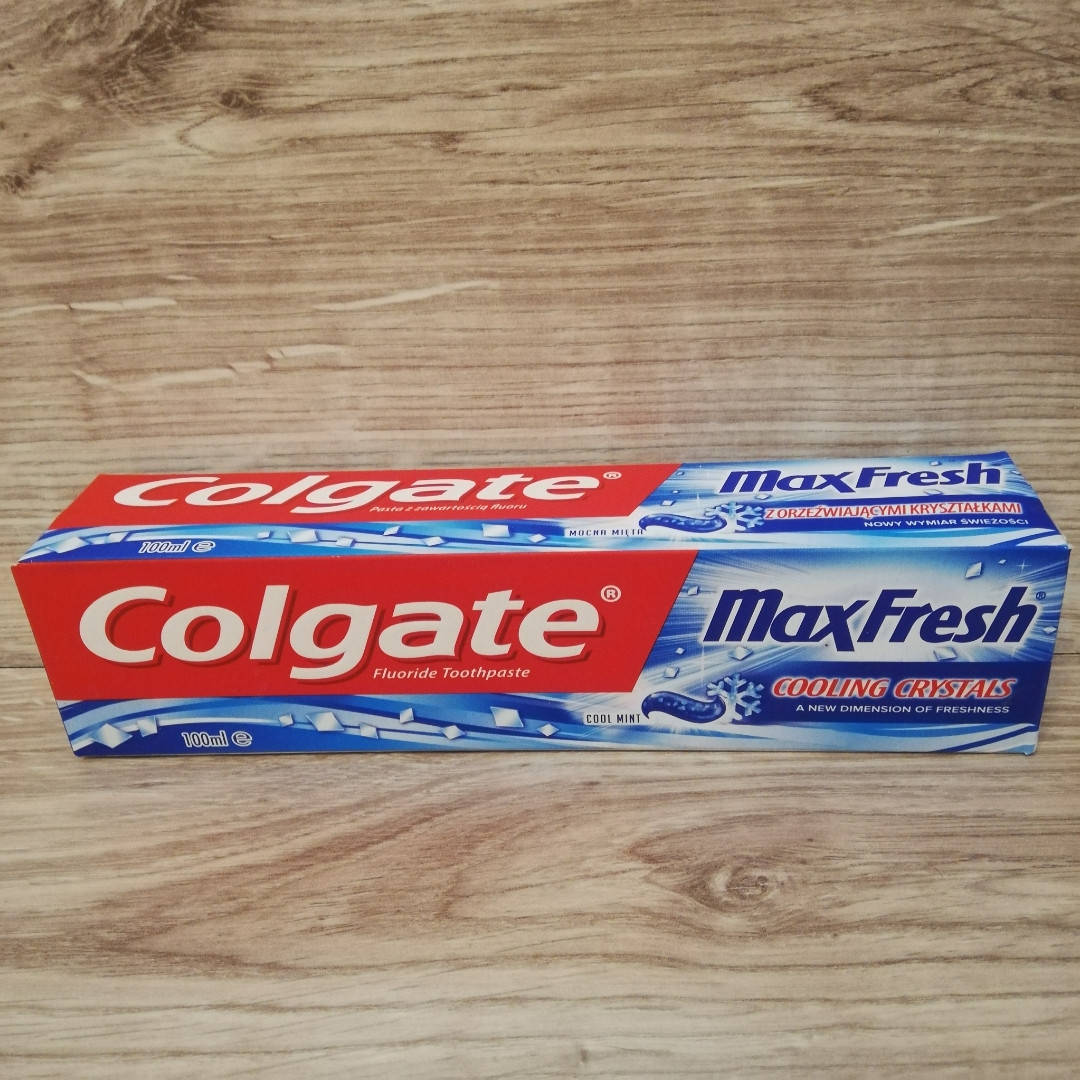 Colgate®
Pasta z zawartością fluoru
100ml e
MOCNA MIĘTA
MaxFresh
Z ORZEŹWIAJĄCYMI KRYSZTAŁKAMI
NOWY WYMIAR ŚWIEŻOŚCI
Colgate®
Fluoride Toothpaste
100ml e
COOL MINT
MaxFresh®
COOLING CRYSTALS
A NEW DIMENSION OF FRESHNESS